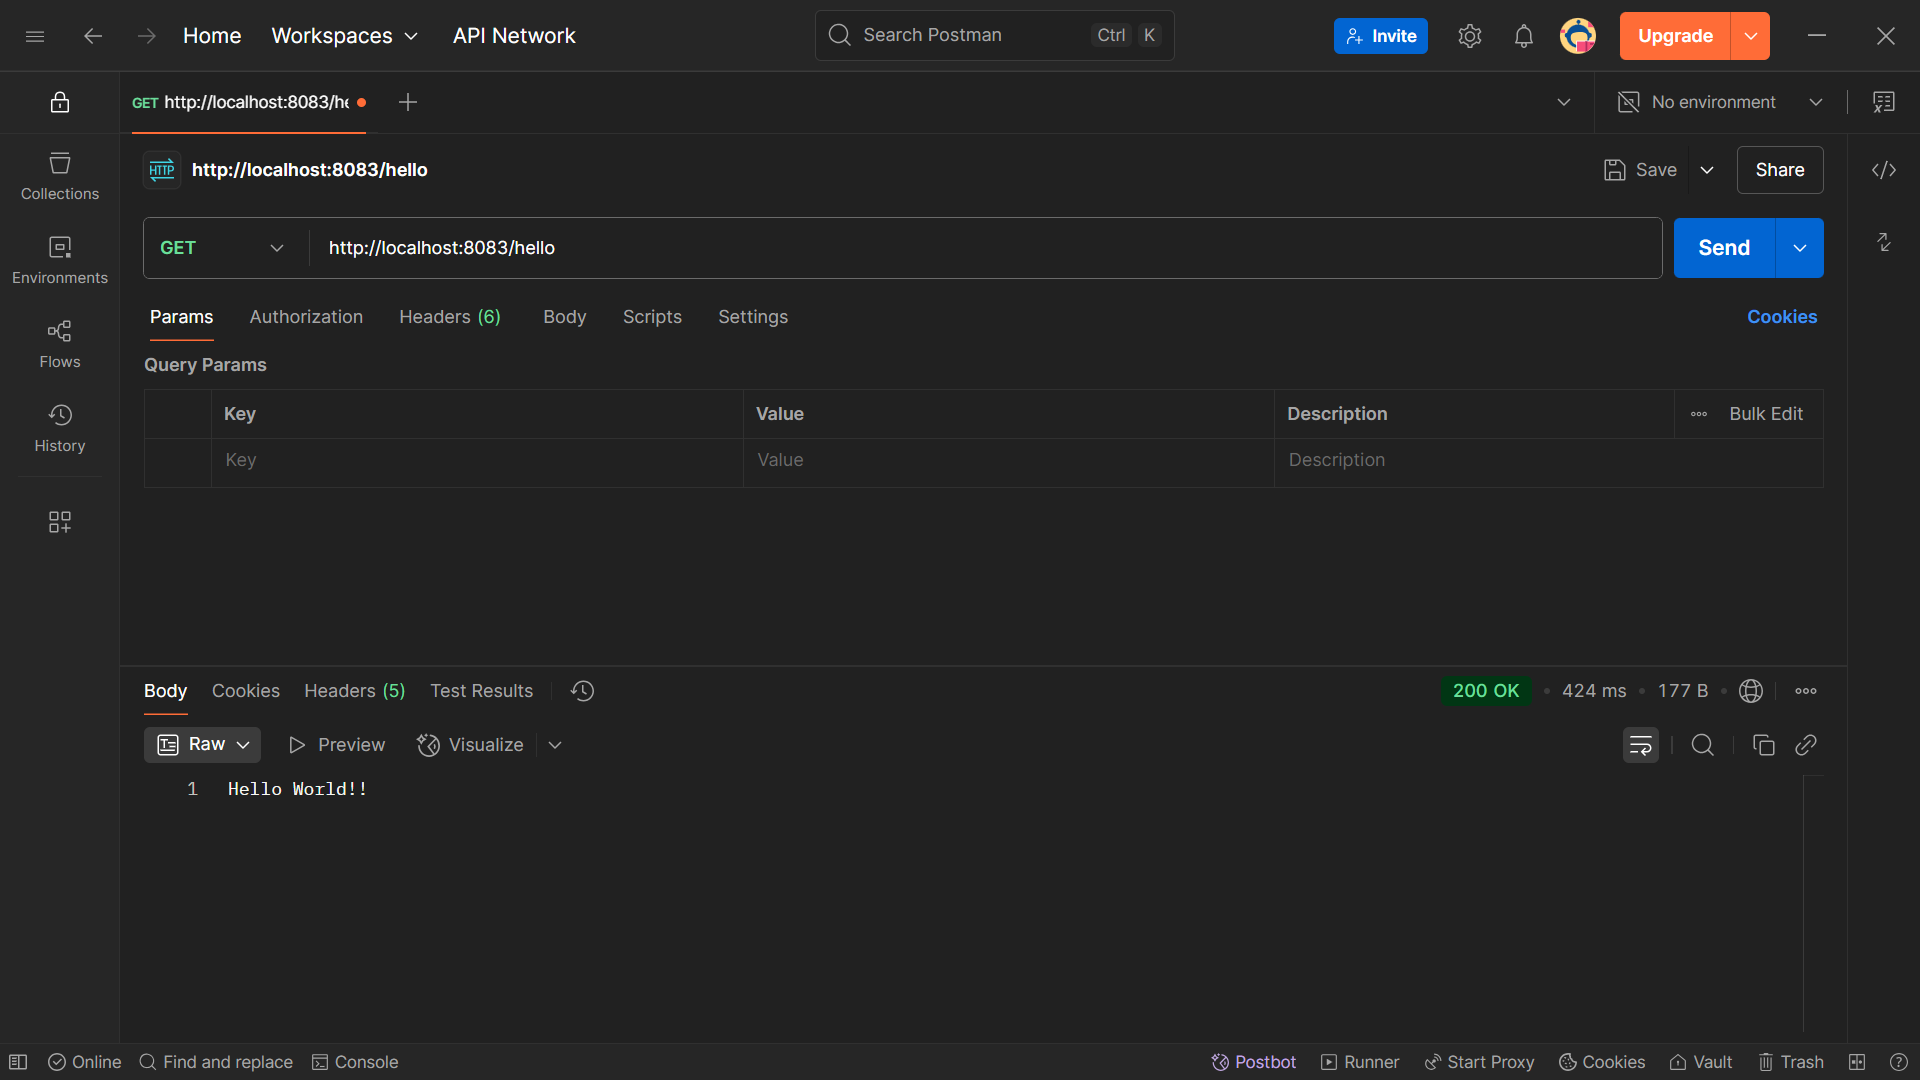 Home Workspaces API Network Search Postman Ctrl K Invite Upgrade
GET http://localhost:8083/he No environment
HTTP http://localhost:8083/hello Save Share
Collections
GET http://localhost:8083/hello Send
Environments
Params Authorization Headers (6) Body Scripts Settings Cookies
Flows
Query Params
Key Value Description Bulk Edit
History
Key Value Description
Body Cookies Headers (5) Test Results 200 OK 424 ms 177 B
Raw Preview Visualize
1 Hello World!!
Online Find and replace Console Postbot Runner Start Proxy Cookies Vault Trash